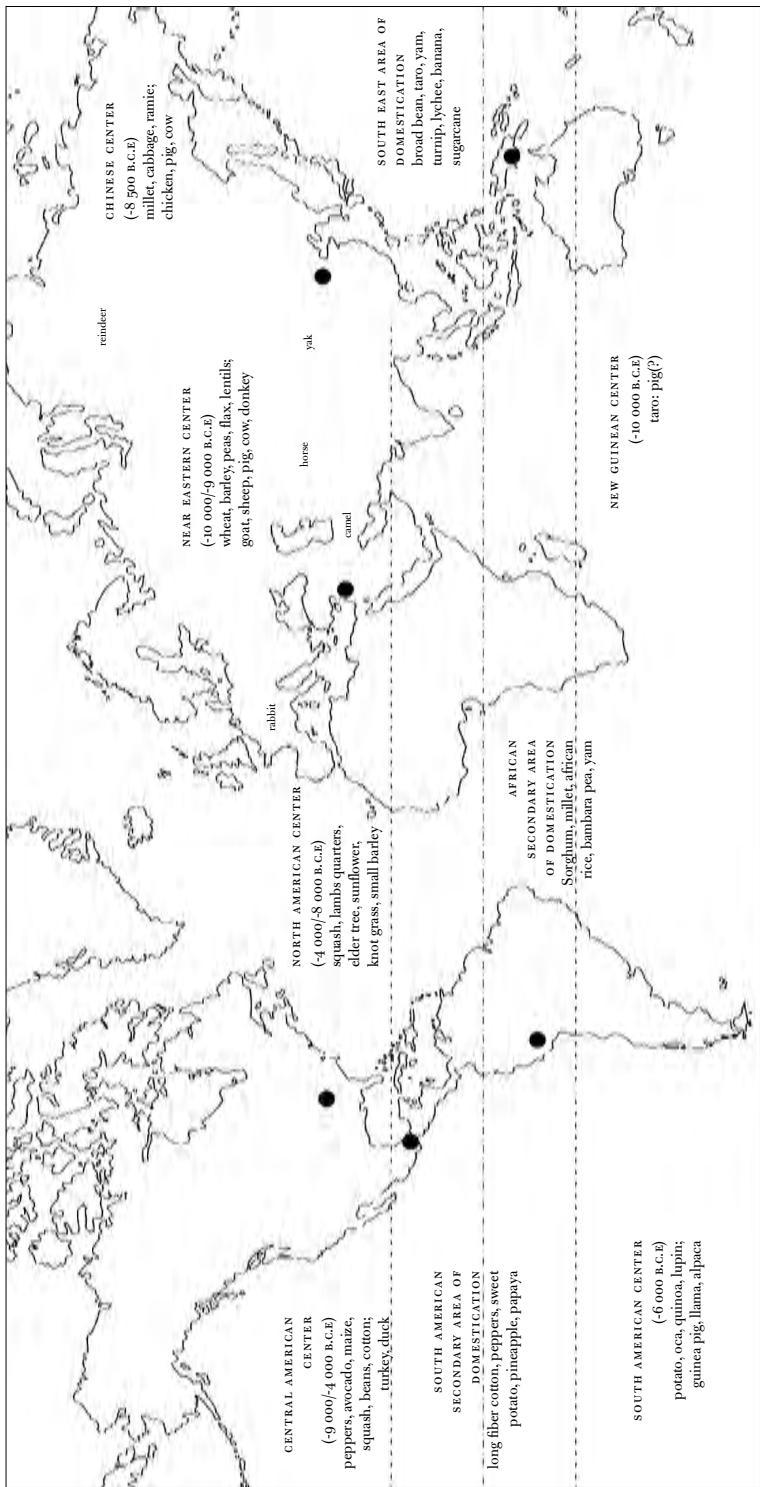 CENTRAL AMERICAN
CENTER
(-9 000/-4 000 B.C.E)
peppers, avocado, maize,
squash, beans, cotton;
turkey, duck
SOUTH AMERICAN
SECONDARY AREA OF
DOMESTICATION
long fiber cotton, peppers, sweet
potato, pineapple, papaya
SOUTH AMERICAN CENTER
(-6 000 B.C.E)
potato, oca, quinoa, lupin;
guinea pig, llama, alpaca
NORTH AMERICAN CENTER
(-4 000/-8 000 B.C.E)
squash, lambs quarters,
elder tree, sunflower,
knot grass, small barley
AFRICAN
SECONDARY AREA
OF DOMESTICATION
Sorghum, millet, african
rice, bambara pea, yam
rabbit
NEAR EASTERN CENTER
(-10 000/-9 000 B.C.E)
wheat, barley, peas, flax, lentils;
goat, sheep, pig, cow, donkey
camel
horse
yak
reindeer
NEW GUINEAN CENTER
(-10 000 B.C.E)
taro; pig(?)
CHINESE CENTER
(-8 500 B.C.E)
millet, cabbage, ramie;
chicken, pig, cow
SOUTH EAST AREA OF
DOMESTICATION
broad bean, taro, yam,
turnip, lychee, banana,
sugarcane